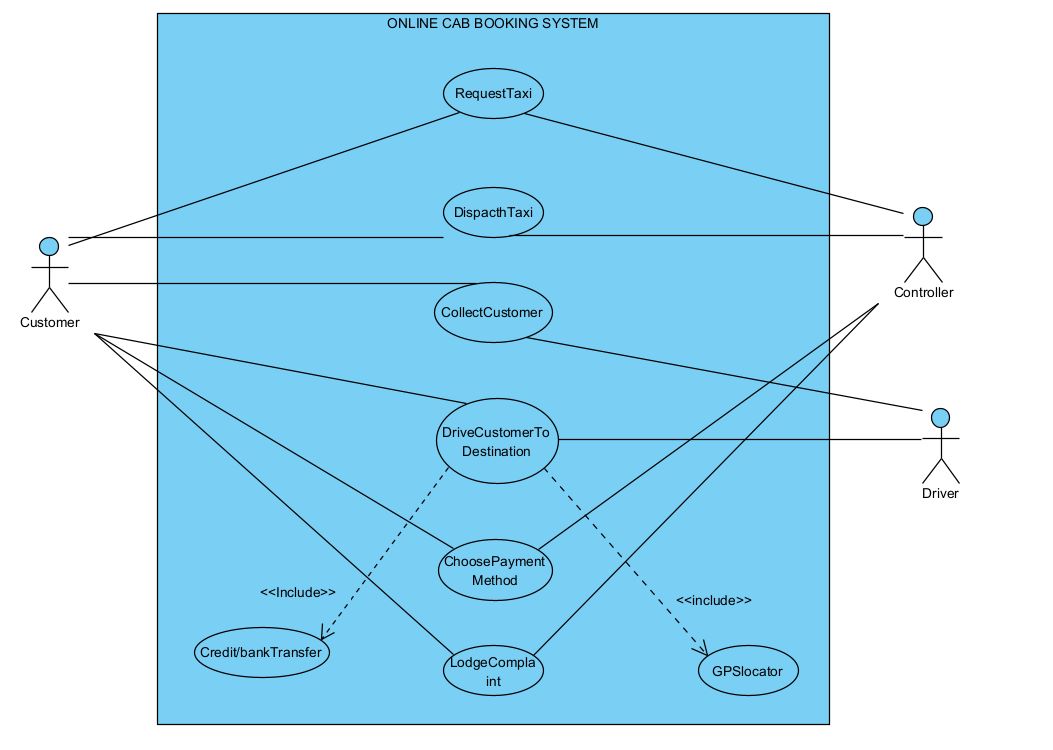 ONLINE CAB BOOKING SYSTEM
RequestTaxi
DispacthTaxi
Controller
CollectCustomer
Customer
DriveCustomerTo
Destination
Driver
ChoosePayment
Method
<<Include>>
<<include>>
Credit/bankTransfer
LodgeCompla
int
GPSlocator